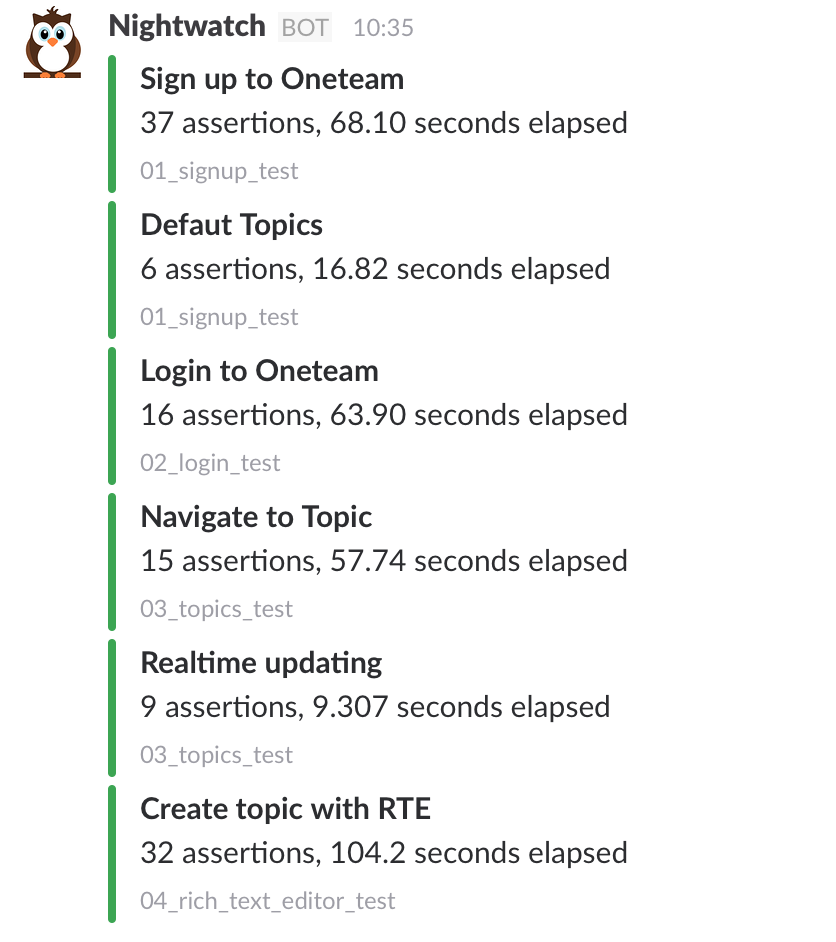 Nightwatch BOT 10:35
Sign up to Oneteam
37 assertions, 68.10 seconds elapsed
01_signup_test
Defaut Topics
6 assertions, 16.82 seconds elapsed
01_signup_test
Login to Oneteam
16 assertions, 63.90 seconds elapsed
02_login_test
Navigate to Topic
15 assertions, 57.74 seconds elapsed
03_topics_test
Realtime updating
9 assertions, 9.307 seconds elapsed
03_topics_test
Create topic with RTE
32 assertions, 104.2 seconds elapsed
04_rich_text_editor_test